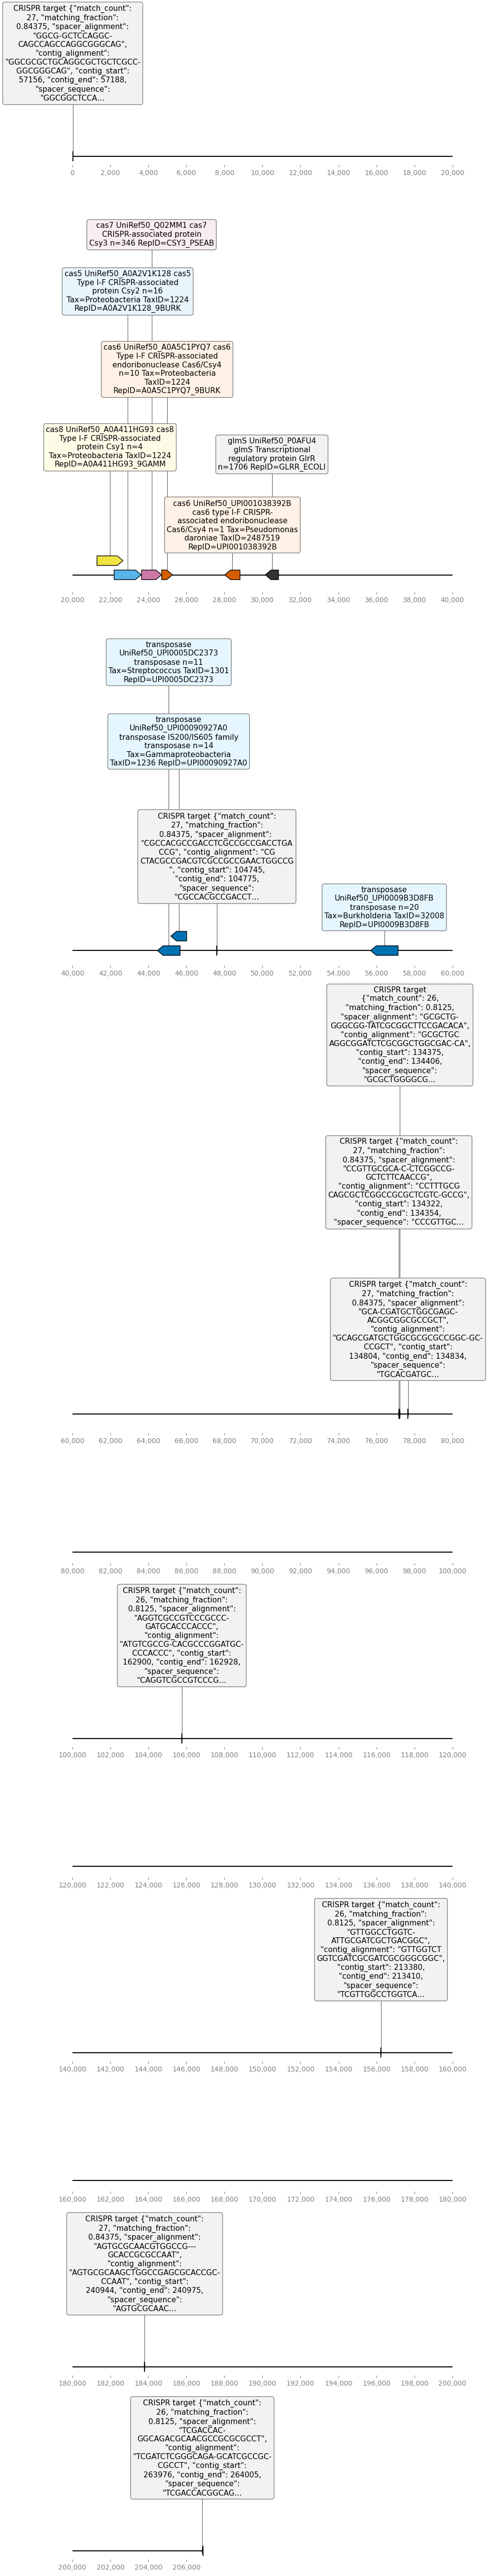 CRISPR target {"match_count":
27, "matching_fraction":
0.84375, "spacer_alignment":
"GGCG-GCTCCAGGC-
CAGCCAGCCAGGCGGGCAG",
"contig_alignment":
"GGCGCGCTGCAGGCGCTGCTCGCC-
GGCGGGCAG", "contig_start":
57156, "contig_end": 57188,
"spacer_sequence":
"GGCGGCTCCA...
0 2,000 4,000 6,000 8,000 10,000 12,000 14,000 16,000 18,000 20,000
cas7 UniRef50_Q02MM1 cas7
CRISPR-associated protein
Csy3 n=346 RepID=CSY3_PSEAB
cas5 UniRef50_A0A2V1K128 cas5
Type I-F CRISPR-associated
protein Csy2 n=16
Tax=Proteobacteria TaxID=1224
RepID=A0A2V1K128_9BURK
cas6 UniRef50_A0A5C1PYQ7 cas6
Type I-F CRISPR-associated
endoribonuclease Cas6/Csy4
n=10 Tax=Proteobacteria
TaxID=1224
RepID=A0A5C1PYQ7_9BURK
cas8 UniRef50_A0A411HG93 cas8
Type I-F CRISPR-associated
protein Csy1 n=4
Tax=Proteobacteria TaxID=1224
RepID=A0A411HG93_9GAMM
glmS UniRef50_P0AFU4
glmS Transcriptional
regulatory protein GlrR
n=1706 RepID=GLRR_ECOLI
cas6 UniRef50_UPI001038392B
cas6 type I-F CRISPR-
associated endoribonuclease
Cas6/Csy4 n=1 Tax=Pseudomonas
daroniae TaxID=2487519
RepID=UPI001038392B
20,000 22,000 24,000 26,000 28,000 30,000 32,000 34,000 36,000 38,000 40,000
transposase
UniRef50_UPI0005DC2373
transposase n=11
Tax=Streptococcus TaxID=1301
RepID=UPI0005DC2373
transposase
UniRef50_UPI00090927A0
transposase IS200/IS605 family
transposase n=14
Tax=Gammaproteobacteria
TaxID=1236 RepID=UPI00090927A0
CRISPR target {"match_count":
27, "matching_fraction":
0.84375, "spacer_alignment":
"CGCCACGCCGACCTCGCCGCCGACCTGA
CCG", "contig_alignment": "CG
CTACGCCGACGTCGCCGCCGAACTGGCCG
", "contig_start": 104745,
"contig_end": 104775,
"spacer_sequence":
"CGCCACGCCGACCT...
transposase
UniRef50_UPI0009B3D8FB
transposase n=20
Tax=Burkholderia TaxID=32008
RepID=UPI0009B3D8FB
40,000 42,000 44,000 46,000 48,000 50,000 52,000 54,000 56,000 58,000 60,000
CRISPR target
{"match_count": 26,
"matching_fraction": 0.8125,
"spacer_alignment": "GCGCTG-
GGGCGG-TATCGCGGCTTCCGACACA",
"contig_alignment": "GCGCTGC
AGGCGGATCTCGCGGCTGGCGAC-CA",
"contig_start": 134375,
"contig_end": 134406,
"spacer_sequence":
"GCGCTGGGGCG...
CRISPR target {"match_count":
27, "matching_fraction":
0.84375, "spacer_alignment":
"CCGTTGCGCA-C-CTCGGCCG-
GCTCTTCAACCG",
"contig_alignment": "CCTTTGCG
CAGCGCTCGGCCGCGCTCGTC-GCCG",
"contig_start": 134322,
"contig_end": 134354,
"spacer_sequence": "CCCGTTGC...
CRISPR target {"match_count":
27, "matching_fraction":
0.84375, "spacer_alignment":
"GCA-CGATGCTGGCGAGC-
ACGGCGGCGCCGCT",
"contig_alignment":
"GCAGCGATGCTGGCGCGCGCCGGC-GC-
CCGCT", "contig_start":
134804, "contig_end": 134834,
"spacer_sequence":
"TGCACGATGC...
60,000 62,000 64,000 66,000 68,000 70,000 72,000 74,000 76,000 78,000 80,000
80,000 82,000 84,000 86,000 88,000 90,000 92,000 94,000 96,000 98,000 100,000
CRISPR target {"match_count":
26, "matching_fraction":
0.8125, "spacer_alignment":
"AGGTCGCCGTCCCGCCC-
GATGCACCCACCC",
"contig_alignment":
"ATGTCGCCG-CACGCCCGGATGC-
CCCACCC", "contig_start":
162900, "contig_end": 162928,
"spacer_sequence":
"CAGGTCGCCGTCCCG...
100,000 102,000 104,000 106,000 108,000 110,000 112,000 114,000 116,000 118,000 120,000
120,000 122,000 124,000 126,000 128,000 130,000 132,000 134,000 136,000 138,000 140,000
CRISPR target {"match_count":
26, "matching_fraction":
0.8125, "spacer_alignment":
"GTTGGCCTGGTC-
ATTGCGATCGCTGACGGC",
"contig_alignment": "GTTGGTCT
GGTCGATCGCGATCGCGGGCGGC",
"contig_start": 213380,
"contig_end": 213410,
"spacer_sequence":
"TCGTTGGCCTGGTCA...
140,000 142,000 144,000 146,000 148,000 150,000 152,000 154,000 156,000 158,000 160,000
160,000 162,000 164,000 166,000 168,000 170,000 172,000 174,000 176,000 178,000 180,000
CRISPR target {"match_count":
27, "matching_fraction":
0.84375, "spacer_alignment":
"AGTGCGCAACGTGGCCG---
GCACCGCGCCAAT",
"contig_alignment":
"AGTGCGCAAGCTGGCCGAGCGCACCGC-
CCAAT", "contig_start":
240944, "contig_end": 240975,
"spacer_sequence":
"AGTGCGCAAC...
180,000 182,000 184,000 186,000 188,000 190,000 192,000 194,000 196,000 198,000 200,000
CRISPR target {"match_count":
26, "matching_fraction":
0.8125, "spacer_alignment":
"TCGACCAC-
GGCAGACGCAACGCCGCGCGCCT",
"contig_alignment":
"TCGATCTCGGGCAGA-GCATCGCCGC-
CGCCT", "contig_start":
263976, "contig_end": 264005,
"spacer_sequence":
"TCGACCACGGCAG...
200,000 202,000 204,000 206,000